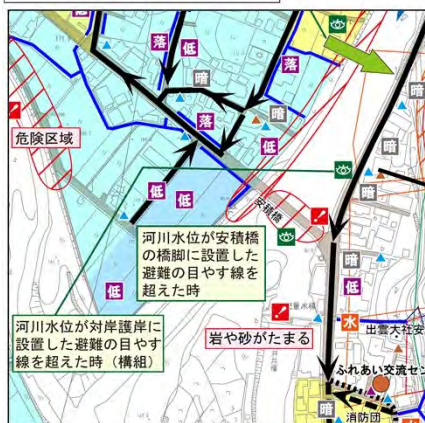 危
落
低
暗
暗
落
暗
低
暗
暗
危険区域
低
低
安積橋
河川水位が安積橋
の橋脚に設置した
避難の目やす線を
超えた時
低
暗
低
河川水位が対岸護岸に
設置した避難の目やす
線を超えた時（構組）
岩や砂がたまる
水
出雲大社安
ふれあい交流セン
暗
消防団
水